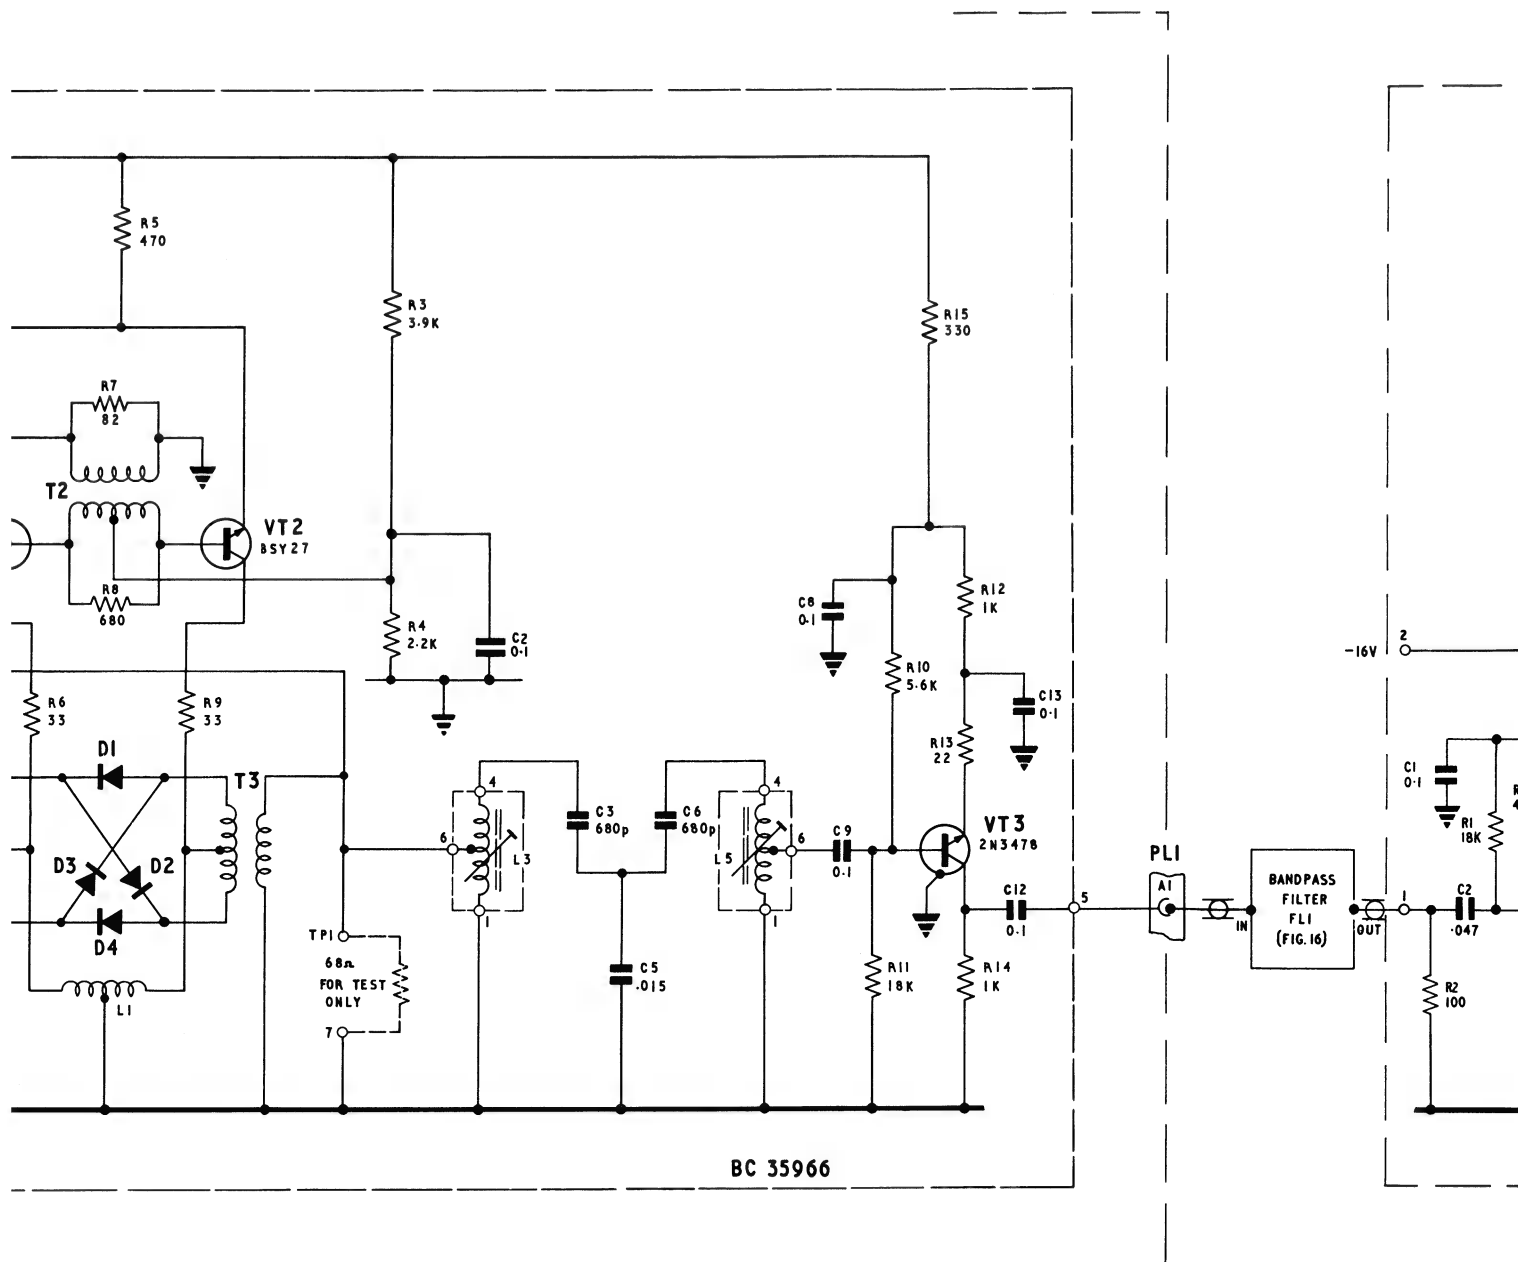 R5
470
R3
3.9K
R15
330
R7
82
T2
VT2
BSY27
R8
680
R4
2.2K
C2
0.1
C8
0.1
R12
1K
R10
5.6K
C13
0.1
R13
22
-16V
2
R6
33
R9
33
D1
T3
D3
D2
D4
L1
4
C3
680p
C6
680p
4
6
L3
L5
6
C9
0.1
VT3
2N3478
1
1
C12
0.1
5
PL1
A1
IN
BANDPASS
FILTER
FL1
(FIG.16)
OUT
1
C2
.047
C1
0.1
R1
18K
R
4
TP1
68Ω
FOR TEST
ONLY
7
C5
.015
R11
18K
R14
1K
R2
100
BC 35966